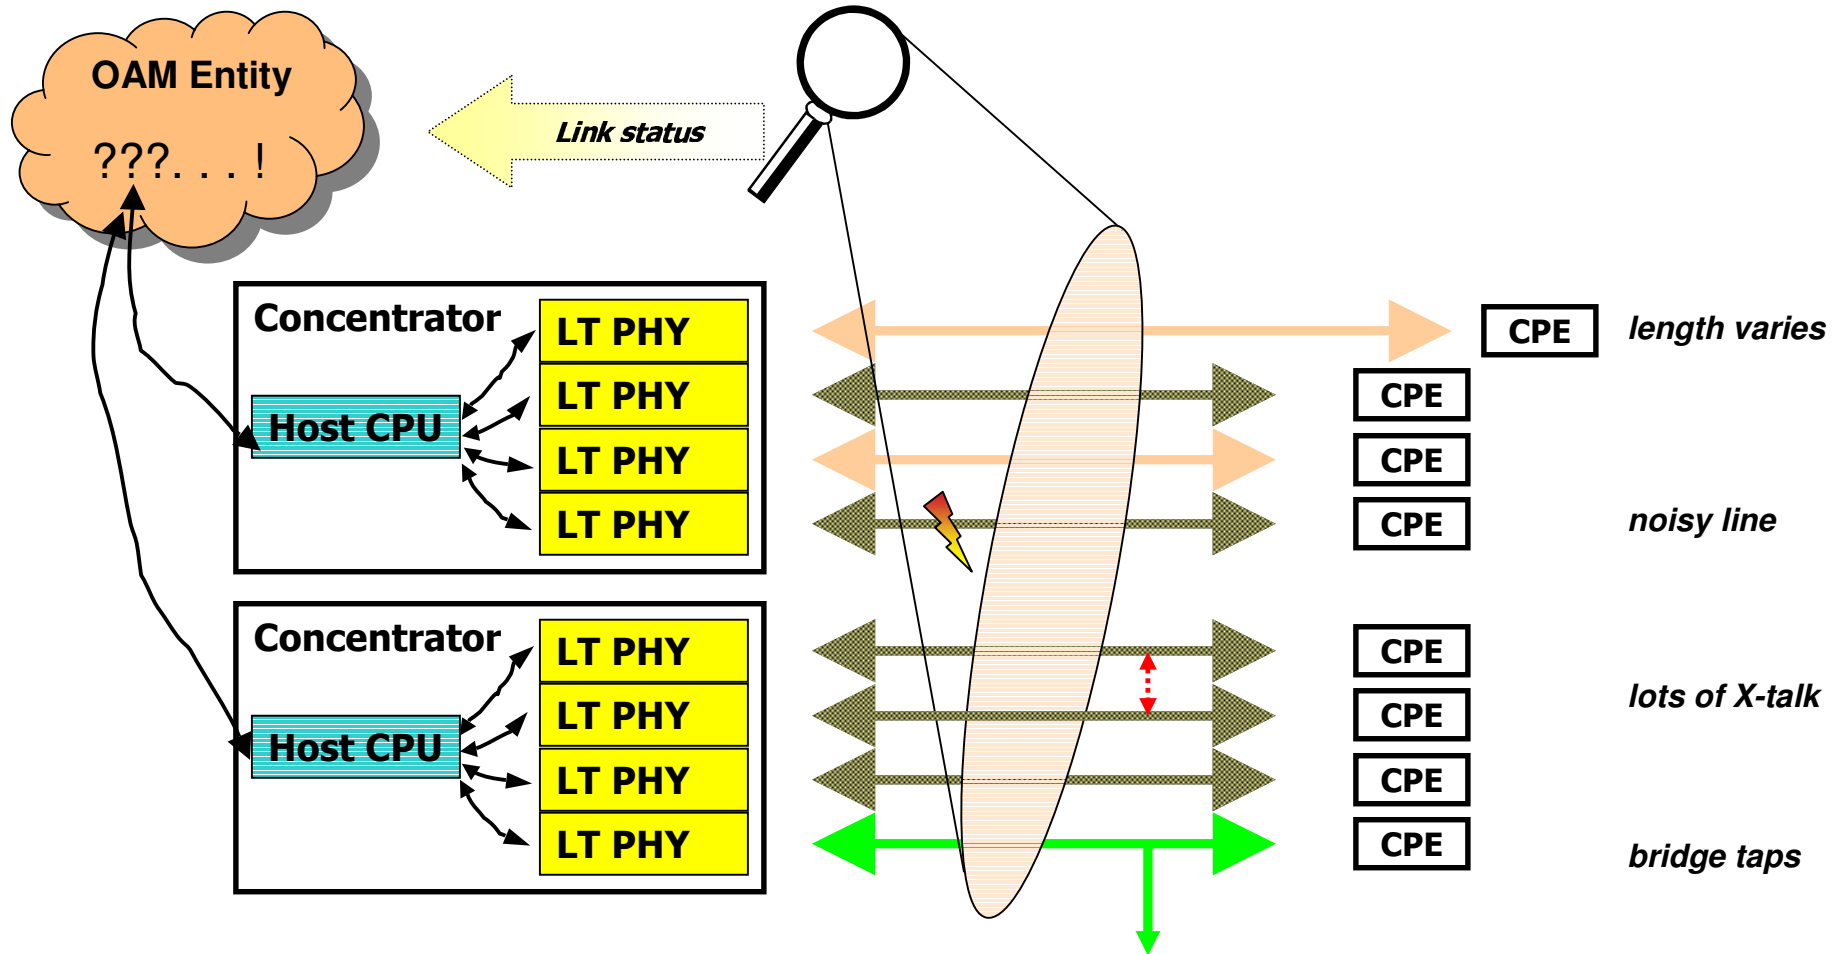 OAM Entity
???. . . !
Link status
Concentrator
LT PHY
LT PHY
LT PHY
LT PHY
Host CPU
CPE
length varies
CPE
CPE
CPE
noisy line
Concentrator
LT PHY
LT PHY
LT PHY
LT PHY
Host CPU
CPE
CPE
lots of X-talk
CPE
CPE
bridge taps